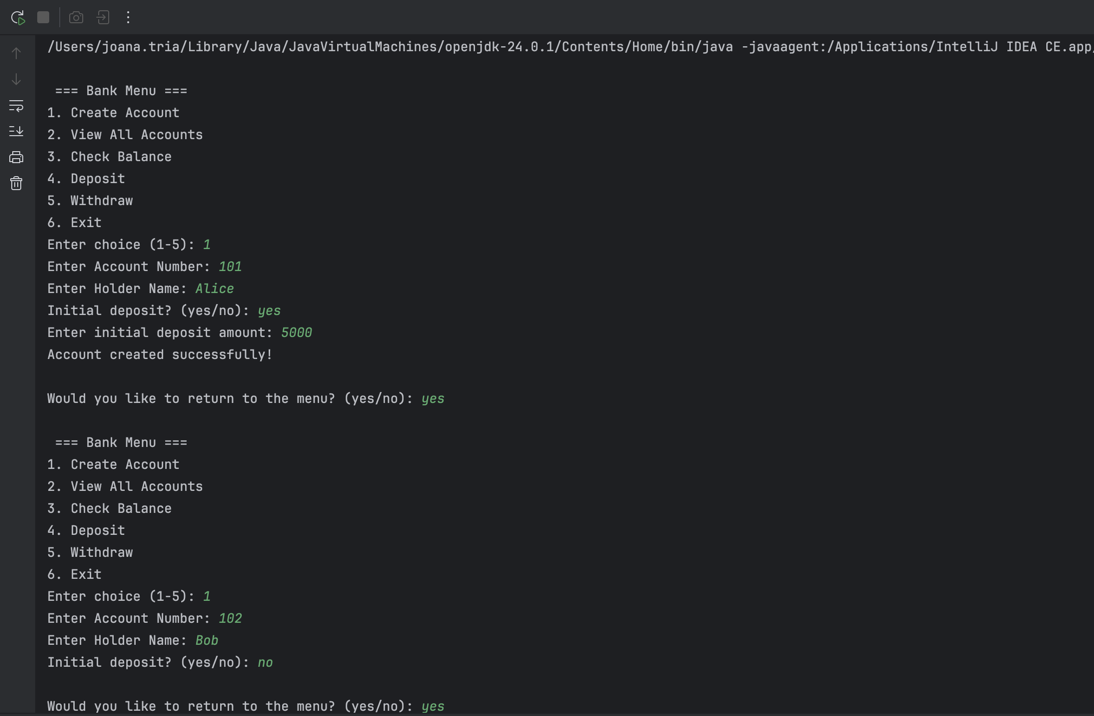 /Users/joana.tria/Library/Java/JavaVirtualMachines/openjdk-24.0.1/Contents/Home/bin/java -javaagent:/Applications/IntelliJ IDEA CE.app/
=== Bank Menu ===
1. Create Account
2. View All Accounts
3. Check Balance
4. Deposit
5. Withdraw
6. Exit
Enter choice (1-5): 1
Enter Account Number: 101
Enter Holder Name: Alice
Initial deposit? (yes/no): yes
Enter initial deposit amount: 5000
Account created successfully!
Would you like to return to the menu? (yes/no): yes
=== Bank Menu ===
1. Create Account
2. View All Accounts
3. Check Balance
4. Deposit
5. Withdraw
6. Exit
Enter choice (1-5): 1
Enter Account Number: 102
Enter Holder Name: Bob
Initial deposit? (yes/no): no
Would you like to return to the menu? (yes/no): yes